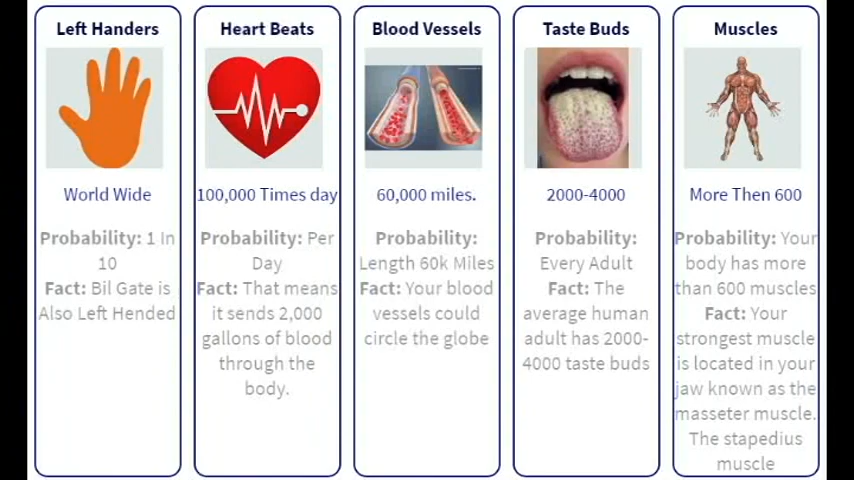 Left Handers
World Wide
Probability: 1 In
10
Fact: Bil Gate is
Also Left Hended
Heart Beats
100,000 Times day
Probability: Per
Day
Fact: That means
it sends 2,000
gallons of blood
through the
body.
Blood Vessels
60,000 miles.
Probability:
Length 60k Miles
Fact: Your blood
vessels could
circle the globe
Taste Buds
2000-4000
Probability:
Every Adult
Fact: The
average human
adult has 2000-
4000 taste buds
Muscles
More Then 600
Probability: Your
body has more
than 600 muscles
Fact: Your
strongest muscle
is located in your
jaw known as the
masseter muscle.
The stapedius
muscle